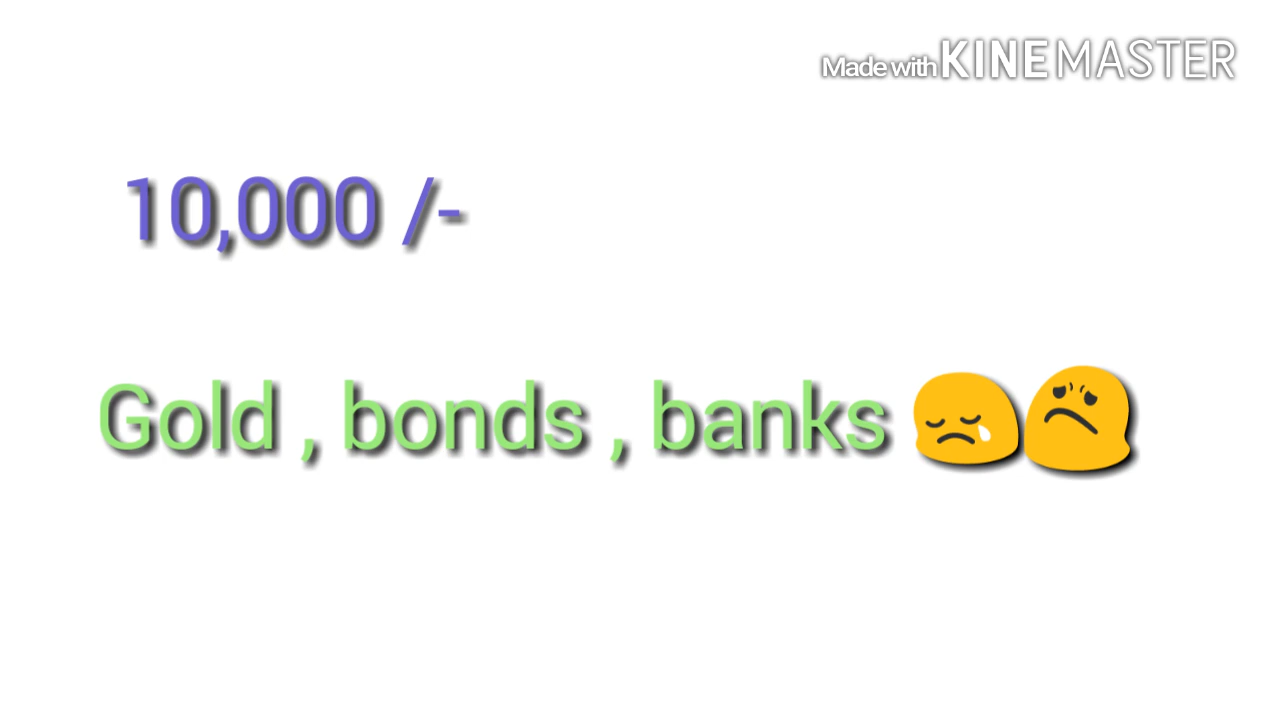 Made with KINEMASTER
10,000 /-
Gold , bonds , banks 😢😟